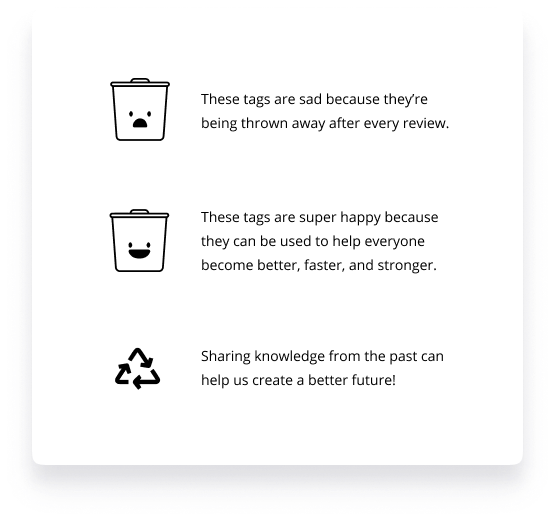 These tags are sad because they’re
being thrown away after every review.
These tags are super happy because
they can be used to help everyone
become better, faster, and stronger.
Sharing knowledge from the past can
help us create a better future!